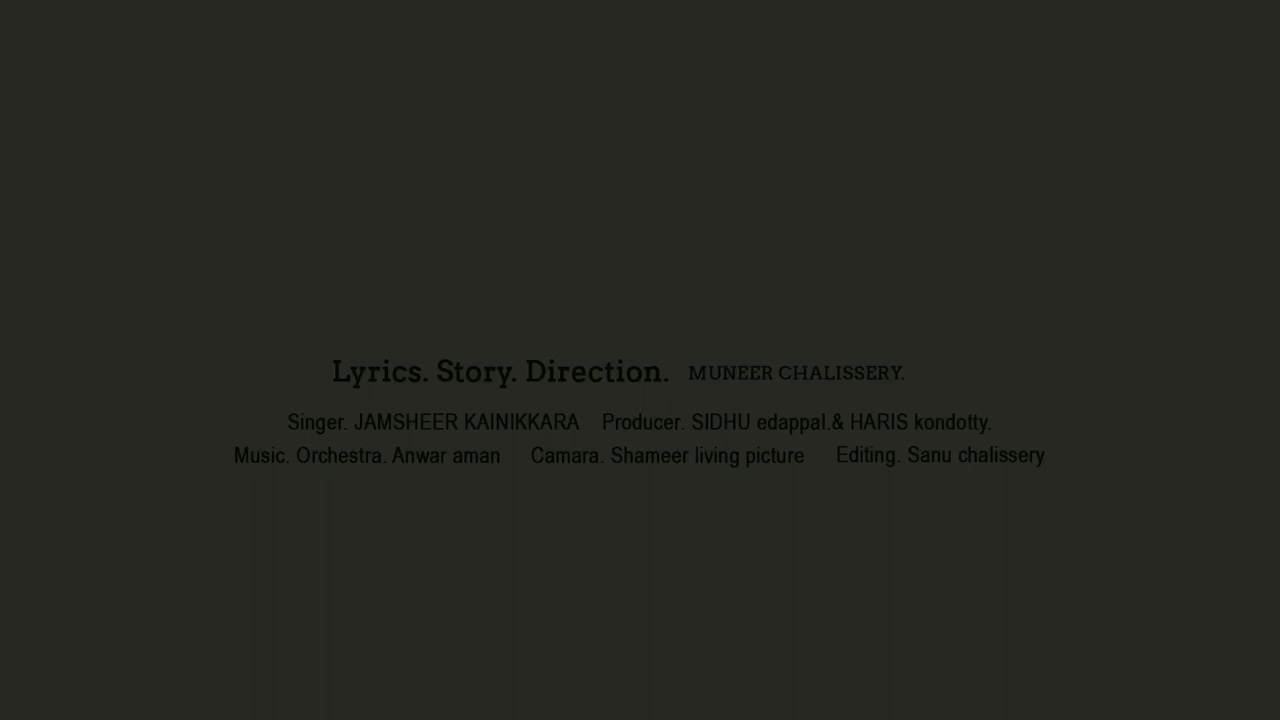 Lyrics. Story. Direction. MUNEER CHALISSERY.
Singer. JAMSHEER KAINIKKARA Producer. SIDHU edappal.& HARIS kondotty.
Music. Orchestra. Anwar aman Camara. Shameer living picture Editing. Sanu chalissery